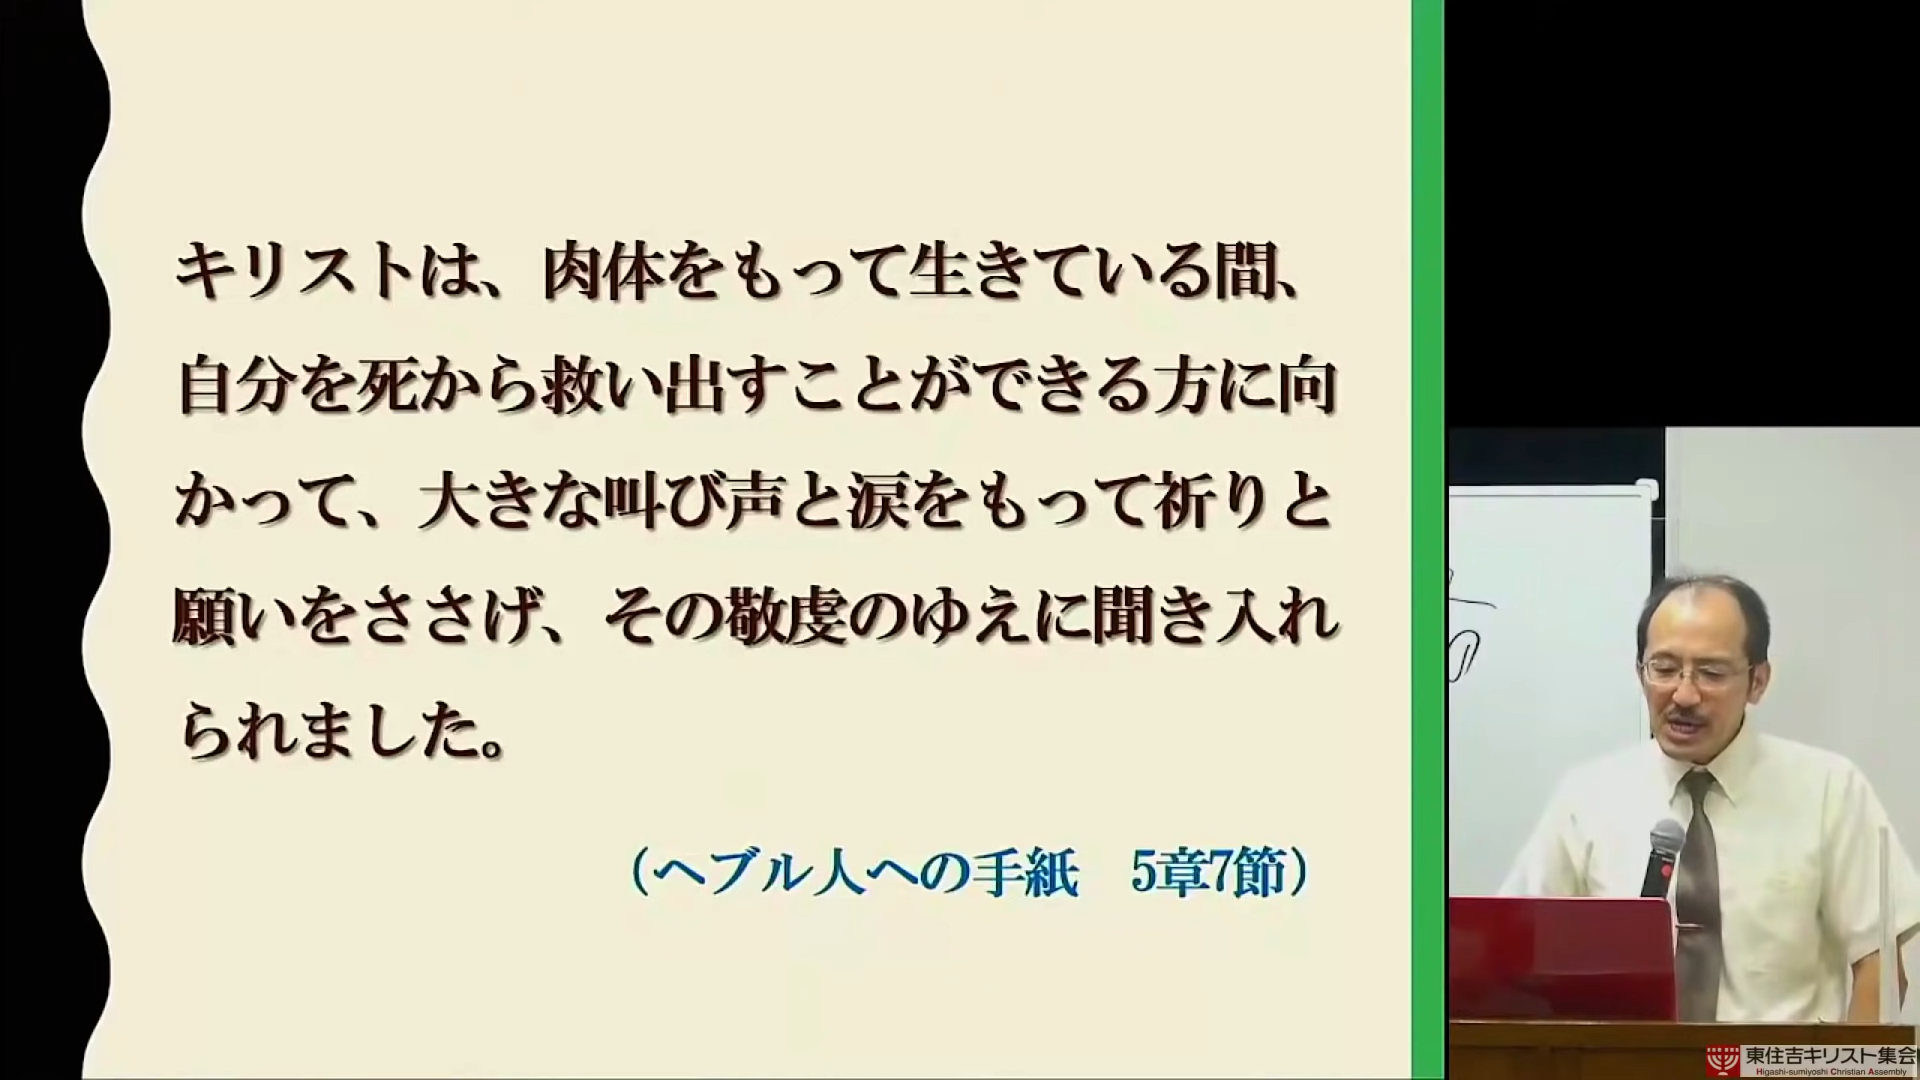 キリストは、肉体をもって生きている間、
自分を死から救い出すことができる方に向
かって、大きな叫び声と涙をもって祈りと
願いをささげ、その敬虔のゆえに聞き入れ
られました。
（ヘブル人への手紙　5章7節）
東住吉キリスト集会
Higashi-sumiyoshi Christian Assembly